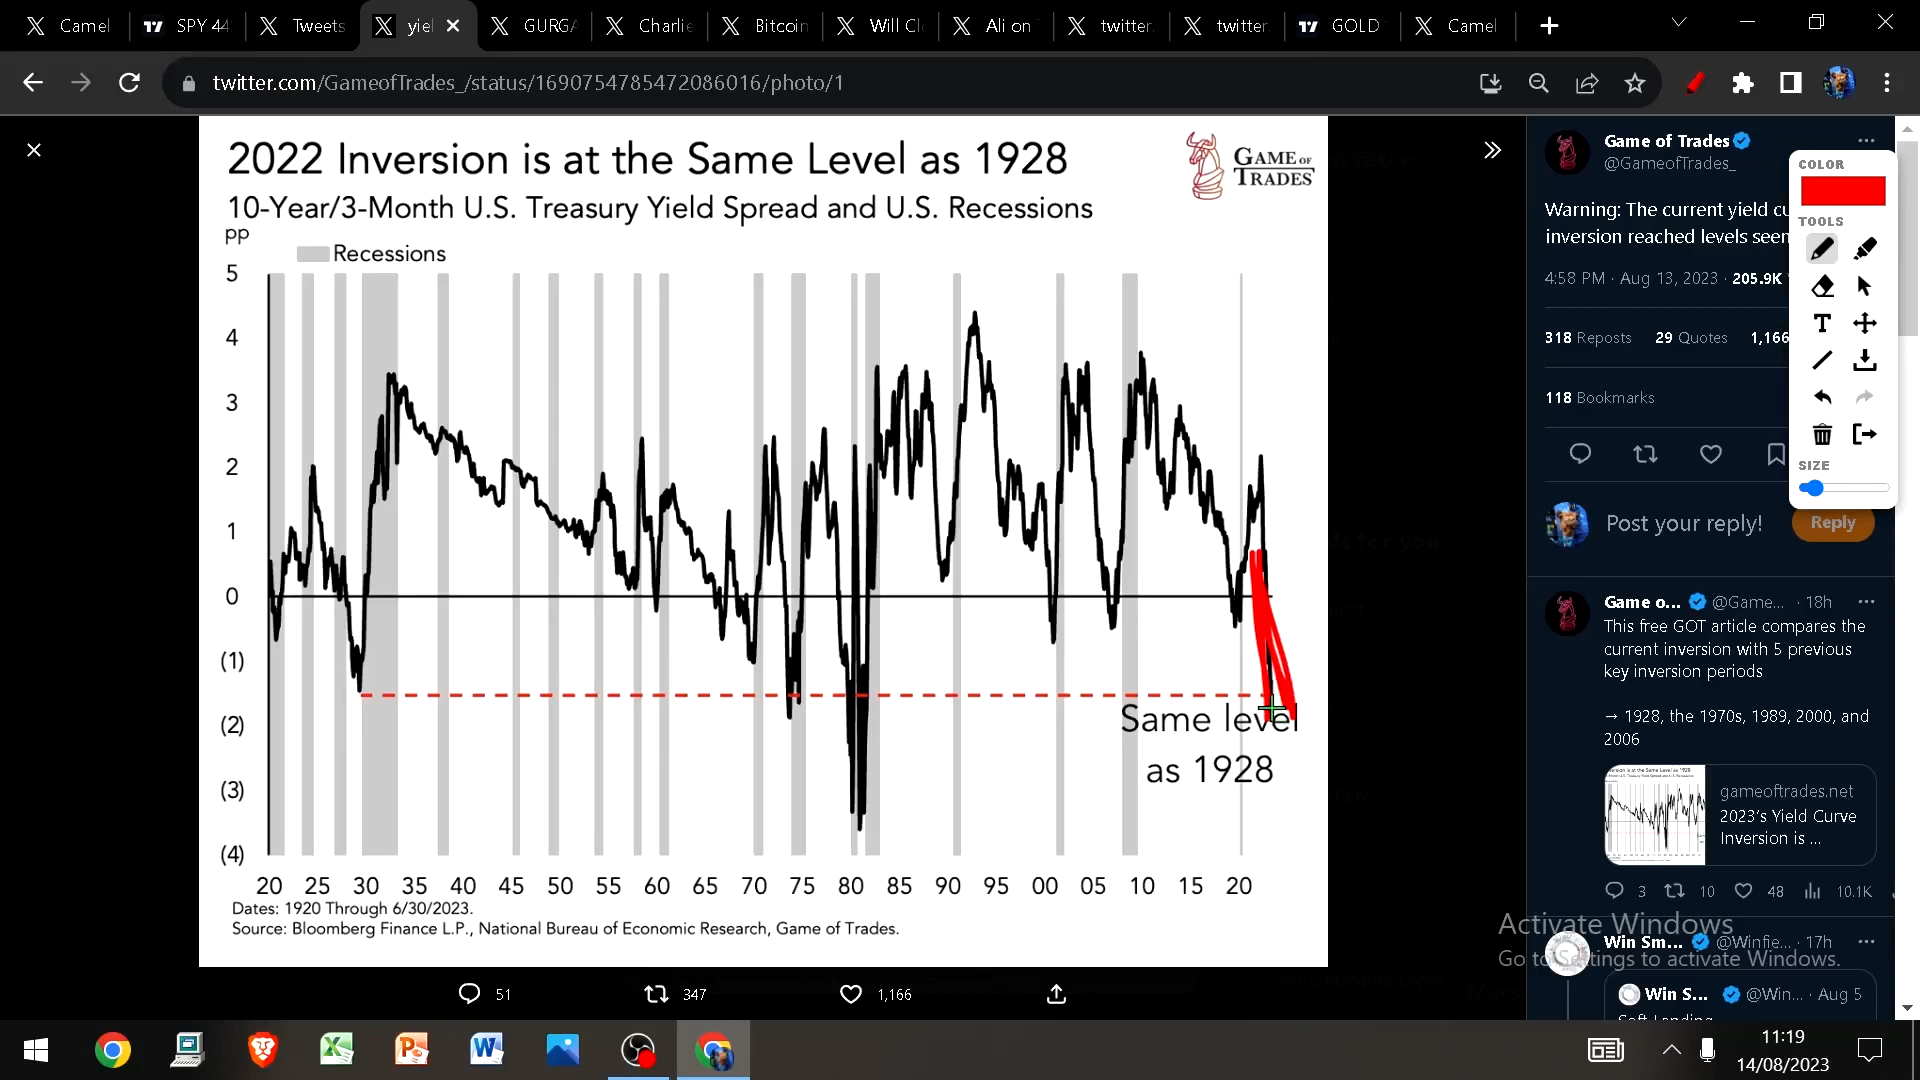 Camel
SPY 44
Tweets
yiel
GURGA
Charlie
Bitcoin
Will Cl
Ali on
twitter.
twitter.
GOLD
Camel
twitter.com/GameofTrades_/status/1690754785472086016/photo/1
2022 Inversion is at the Same Level as 1928
GAME OF
TRADES
10-Year/3-Month U.S. Treasury Yield Spread and U.S. Recessions
pp
Recessions
5
4
3
2
1
0
(1)
(2)
(3)
(4)
Same level
as 1928
20 25 30 35 40 45 50 55 60 65 70 75 80 85 90 95 00 05 10 15 20
Dates: 1920 Through 6/30/2023.
Source: Bloomberg Finance L.P., National Bureau of Economic Research, Game of Trades.
51
347
1,166
Game of Trades
@GameofTrades_
Warning: The current yield cu
inversion reached levels seen
4:58 PM · Aug 13, 2023 · 205.9K
318 Reposts 29 Quotes 1,166
118 Bookmarks
Post your reply!
Reply
COLOR
TOOLS
T
SIZE
Game o... @Game... · 18h
This free GOT article compares the
current inversion with 5 previous
key inversion periods
→ 1928, the 1970s, 1989, 2000, and
2006
gameoftrades.net
2023's Yield Curve
Inversion is ...
3 10 48 10.1K
Win Sm... @Winfie... · 17h
Win S... @Win... · Aug 5
Soft Landing
Activate Windows
Go to Settings to activate Windows.
11:19
14/08/2023